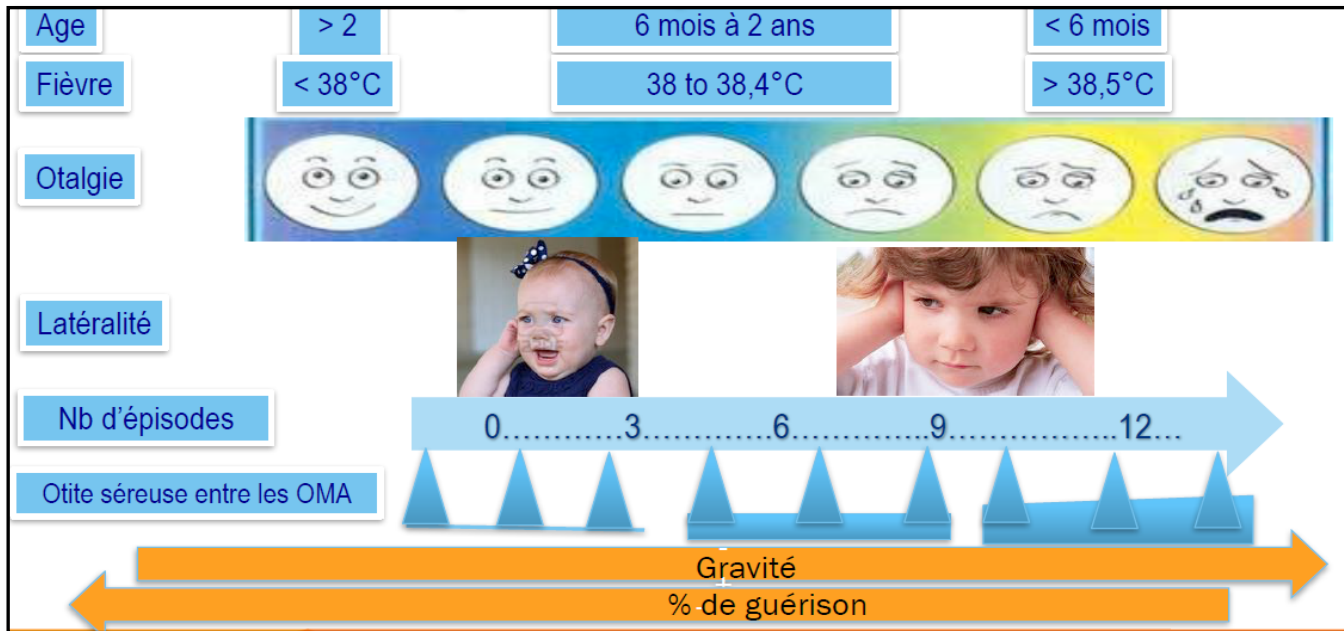 Age > 2 6 mois à 2 ans < 6 mois
Fièvre < 38°C 38 to 38,4°C > 38,5°C
Otalgie
Latéralité
Nb d'épisodes 0............3............6............9................12...
Otite séreuse entre les OMA
Gravité
% de guérison